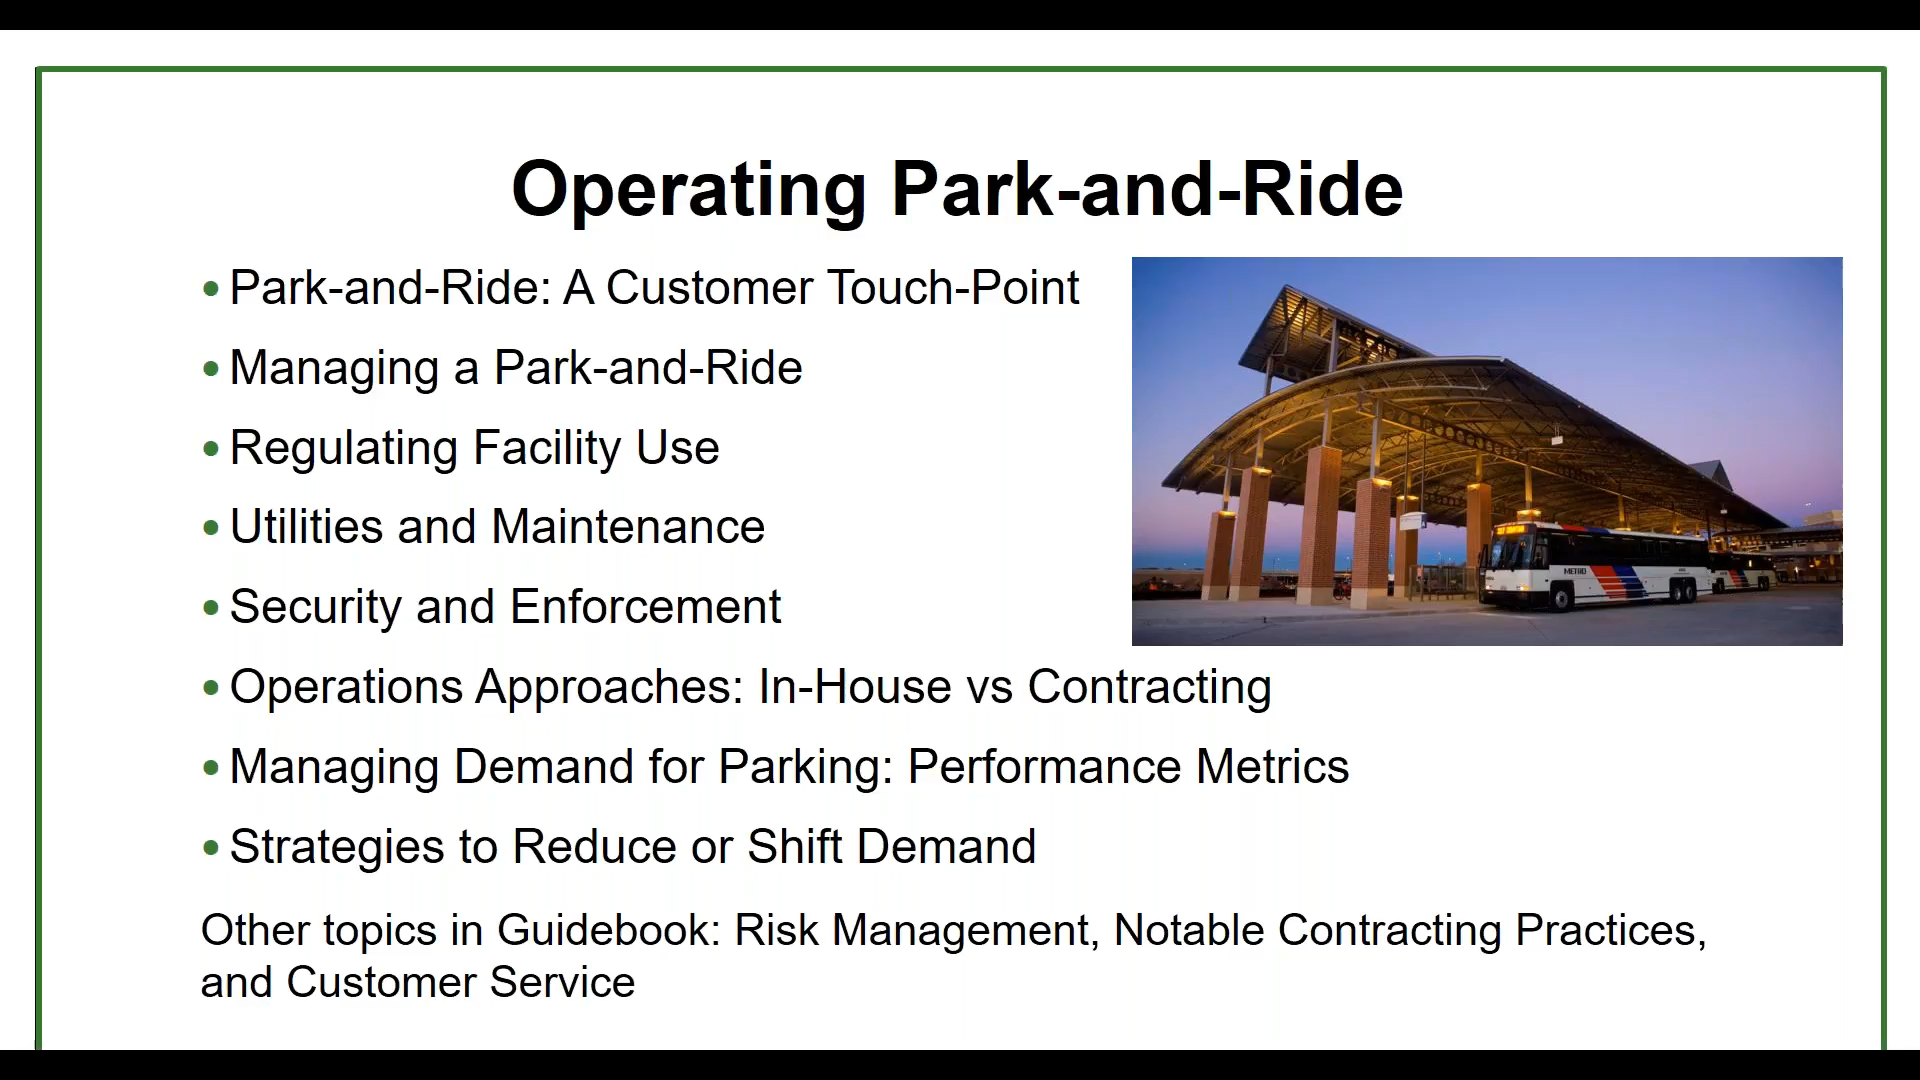 Operating Park-and-Ride
• Park-and-Ride: A Customer Touch-Point
• Managing a Park-and-Ride
• Regulating Facility Use
• Utilities and Maintenance
• Security and Enforcement
• Operations Approaches: In-House vs Contracting
• Managing Demand for Parking: Performance Metrics
• Strategies to Reduce or Shift Demand
Other topics in Guidebook: Risk Management, Notable Contracting Practices,
and Customer Service
METRO